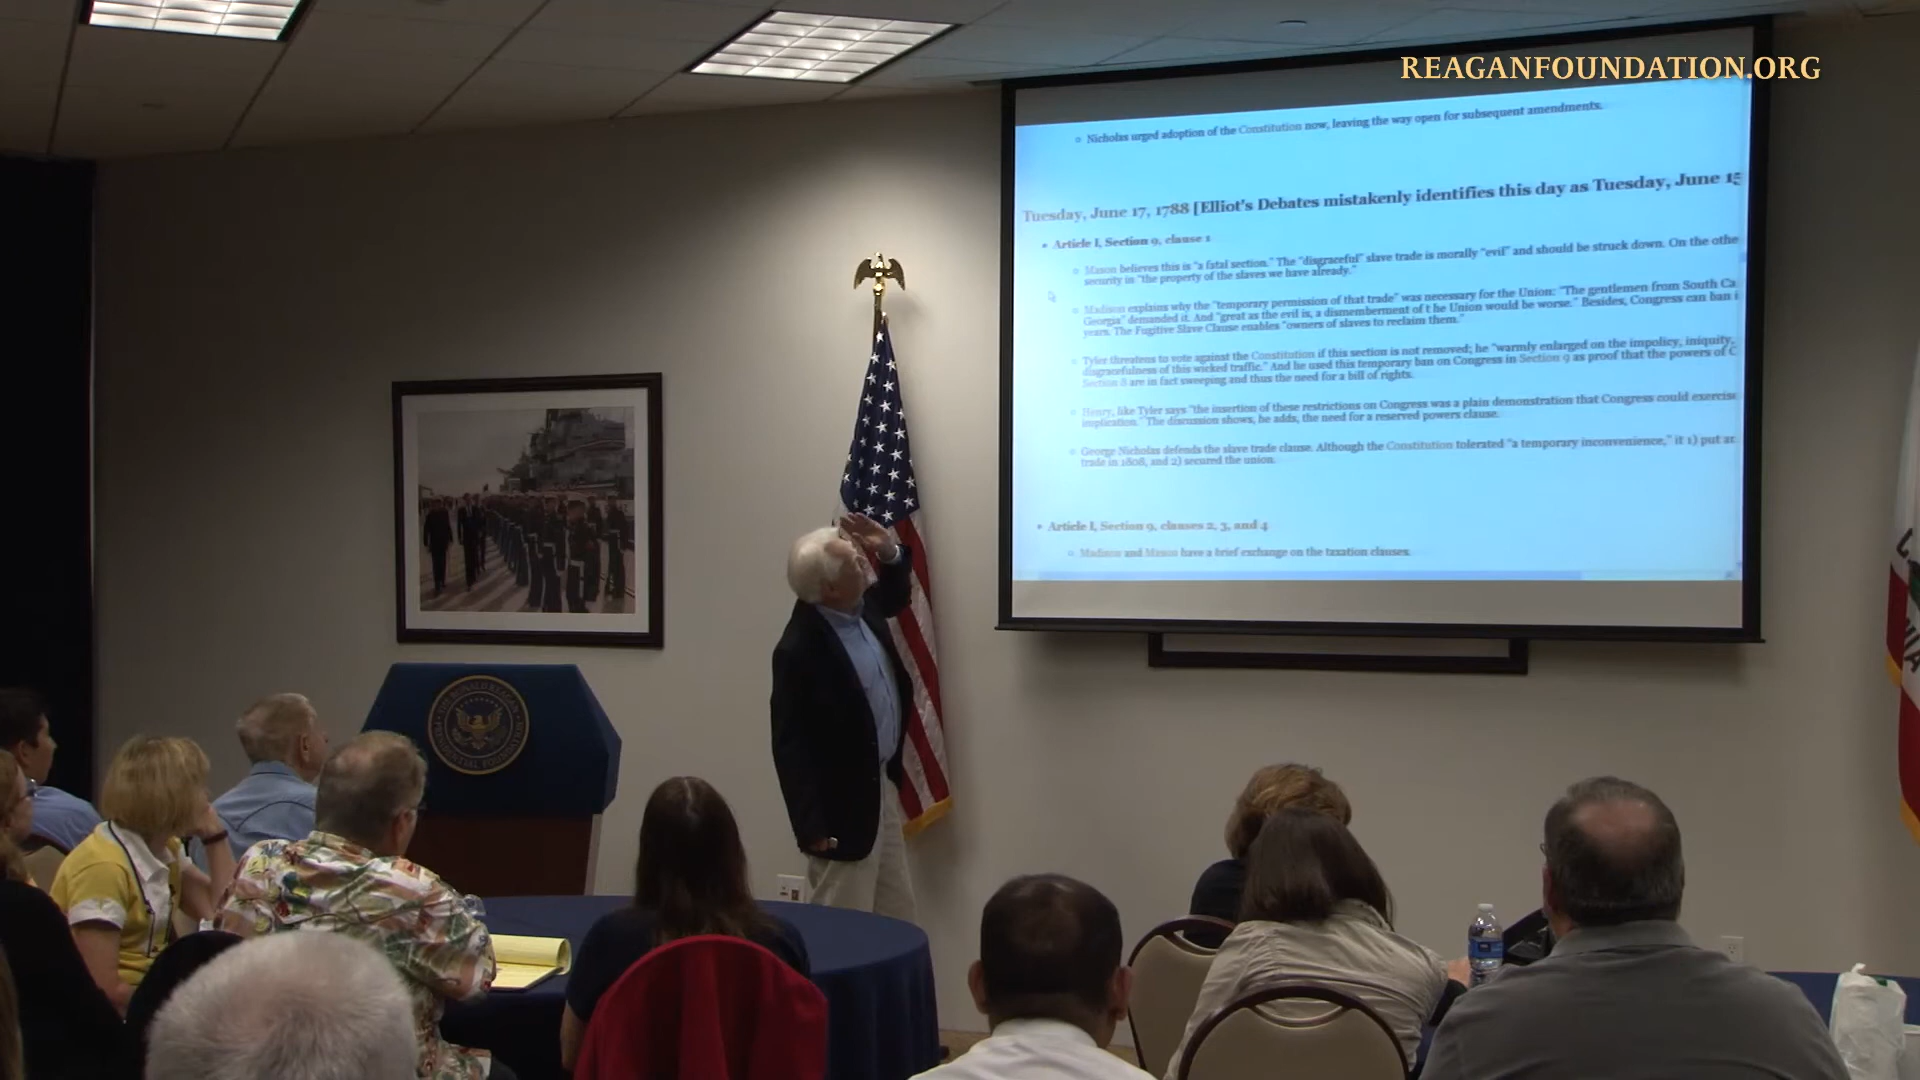 REAGANFOUNDATION.ORG
Nicholas urged adoption of the Constitution now, leaving the way open for subsequent amendments.
Tuesday, June 17, 1788 [Elliot's Debates mistakenly identifies this day as Tuesday, June 15
Article I, Section 9, clause 1
Mason believes this is "a fatal section." The "disgraceful" slave trade is morally "evil" and should be struck down. On the othe
security is "the property of the slaves we have already."
Madison explains why the "temporary permission of that trade" was necessary for the Union: "The gentlemen from South Ca
Georgia" demanded it. And "great as the evil is, a dismemberment of t he Union would be worse." Besides, Congress can ban i
years. The Fugitive Slave Clause enables "owners of slaves to reclaim them."
Tyler threatens to vote against the Constitution if this section is not removed; he "warmly enlarged on the impolicy, iniquity,
disgracefulness of this wicked traffic." And he used this temporary ban on Congress in Section 9 as proof that the powers of C
Section 8 are in fact sweeping and thus the need for a bill of rights.
Henry, like Tyler says "the insertion of these restrictions on Congress was a plain demonstration that Congress could exercise
implication." The discussion shows, he adds, the need for a reserved powers clause.
George Nicholas defends the slave trade clause. Although the Constitution tolerated "a temporary inconvenience," it 1) put an
trade in 1808, and 2) secured the union.
Article I, Section 9, clauses 2, 3, and 4
Madison and Mason have a brief exchange on the taxation clauses.
THE RONALD REAGAN
PRESIDENTIAL FOUNDATION